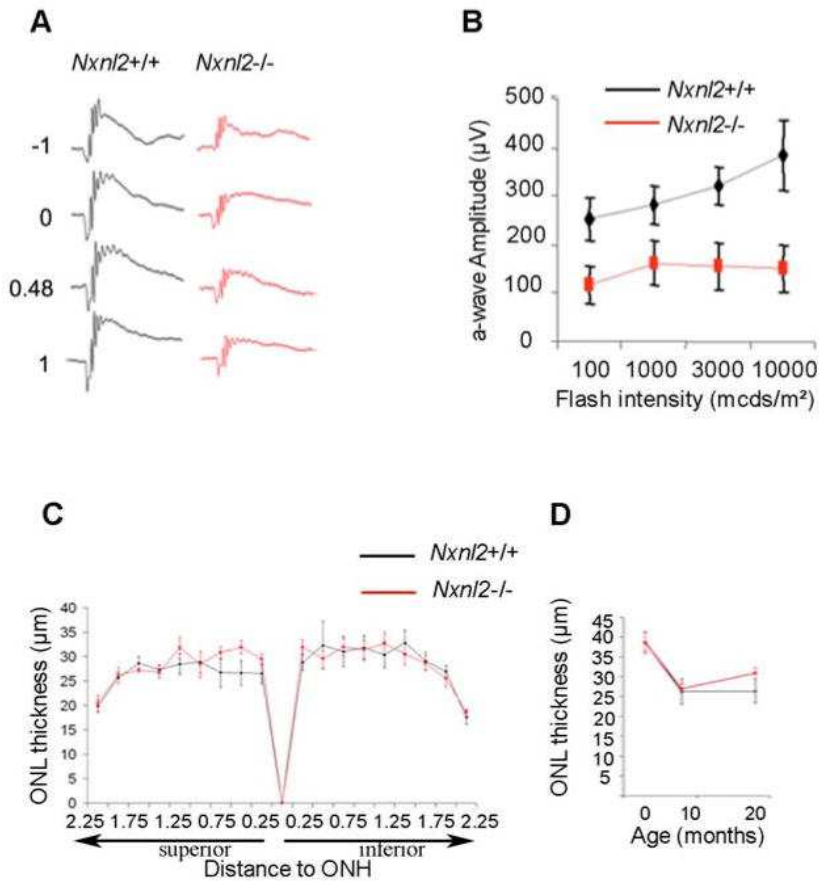 A
Nxnl2+/+ Nxnl2-/-
-1
0
0.48
1
B
Nxnl2+/+
Nxnl2-/-
a-wave Amplitude (µV)
500
400
300
200
100
0
100 1000 3000 10000
Flash intensity (mcds/m²)
C
Nxnl2+/+
Nxnl2-/-
ONL thickness (µm)
40
35
30
25
20
15
10
5
0
2.25 1.75 1.25 0.75 0.25 0.25 0.75 1.25 1.75 2.25
superior inferior
Distance to ONH
D
ONL thickness (µm)
45
40
35
30
25
20
15
10
5
0 10 20
Age (months)